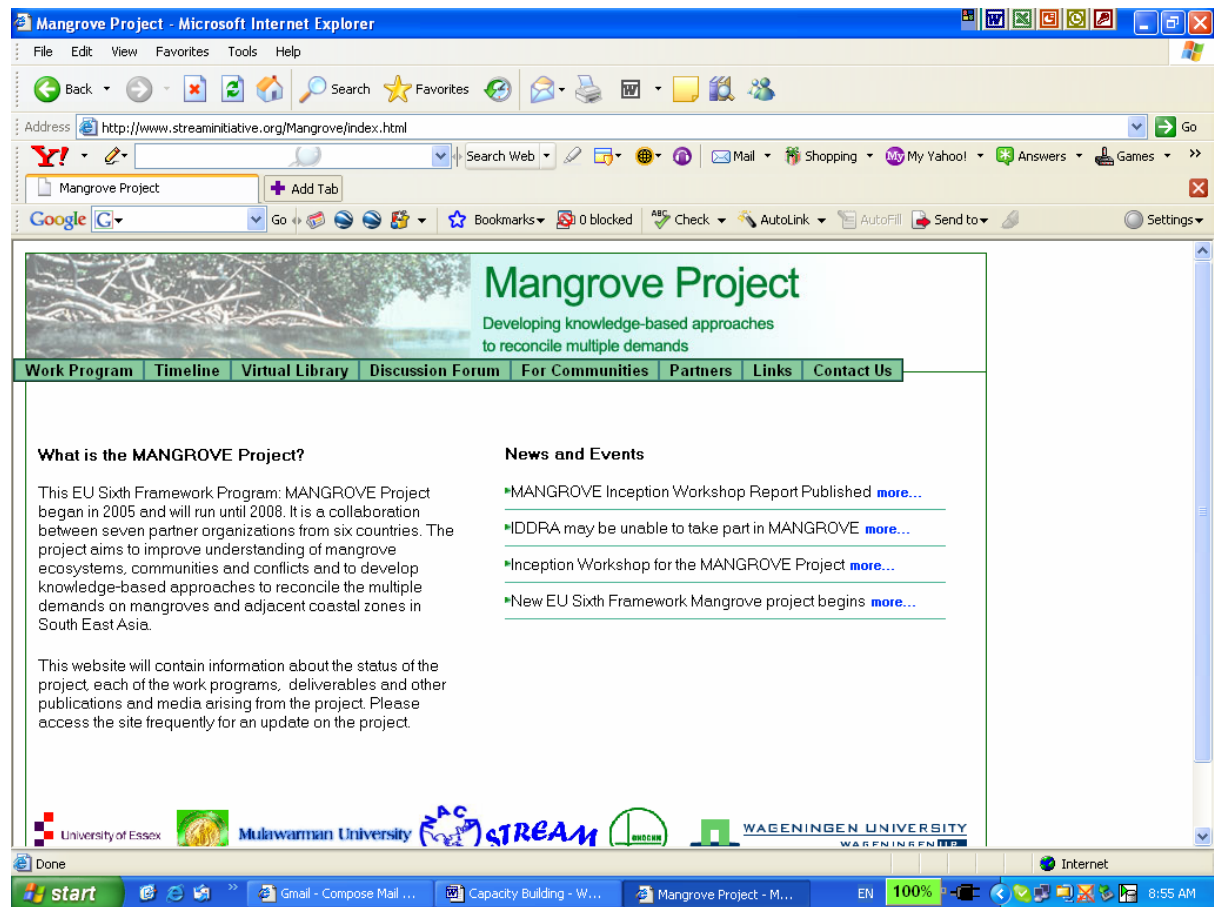 Mangrove Project - Microsoft Internet Explorer
File Edit View Favorites Tools Help
Back Search Favorites
Address http://www.streaminitiative.org/Mangrove/index.html Go
Y! Search Web Mail Shopping My Yahoo! Answers Games »
Mangrove Project Add Tab
Google G Go Bookmarks 0 blocked Check AutoLink AutoFill Send to Settings
Mangrove Project
Developing knowledge-based approaches
to reconcile multiple demands
Work Program Timeline Virtual Library Discussion Forum For Communities Partners Links Contact Us
What is the MANGROVE Project?
This EU Sixth Framework Program: MANGROVE Project
began in 2005 and will run until 2008. It is a collaboration
between seven partner organizations from six countries. The
project aims to improve understanding of mangrove
ecosystems, communities and conflicts and to develop
knowledge-based approaches to reconcile the multiple
demands on mangroves and adjacent coastal zones in
South East Asia.
This website will contain information about the status of the
project, each of the work programs, deliverables and other
publications and media arising from the project. Please
access the site frequently for an update on the project.
News and Events
MANGROVE Inception Workshop Report Published more...
IDDRA may be unable to take part in MANGROVE more...
Inception Workshop for the MANGROVE Project more...
New EU Sixth Framework Mangrove project begins more...
University of Essex Mulawarman University NACA STREAM WAGENINGEN UNIVERSITY
WAGENINGEN UR
Done Internet
start » Gmail - Compose Mail ... Capacity Building - W... Mangrove Project - M... EN 100% 8:55 AM